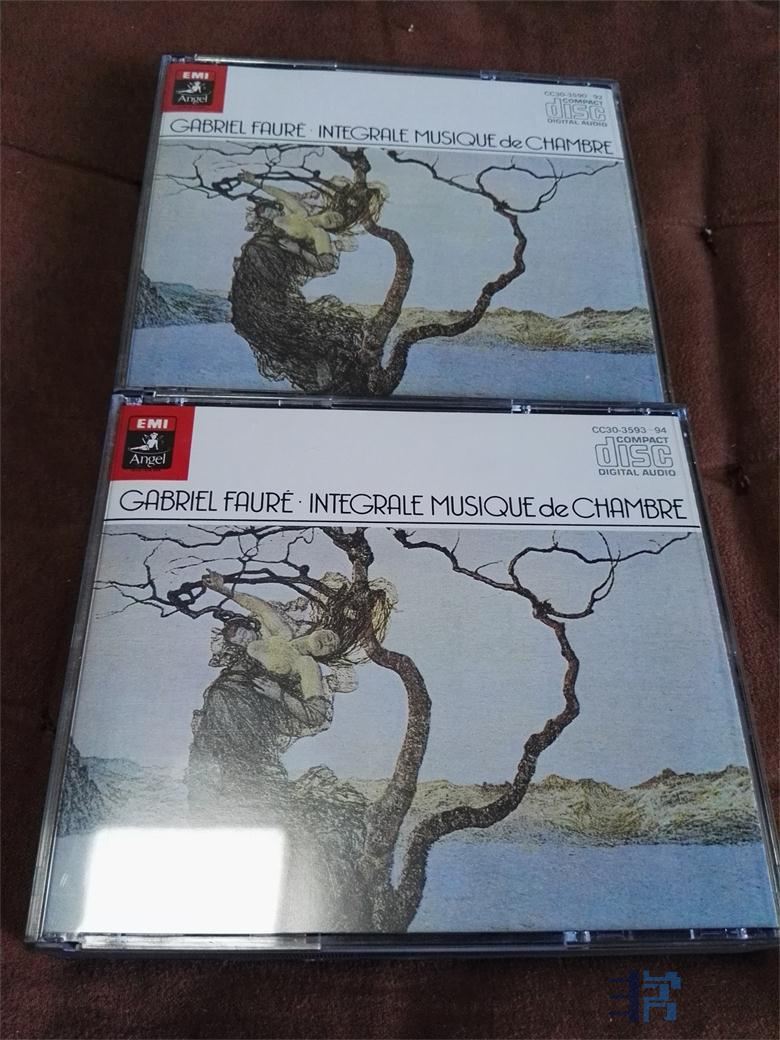 EMI
Angel
CC30-3590~92
COMPACT
disc
DIGITAL AUDIO
GABRIEL FAURÉ · INTEGRALE MUSIQUE de CHAMBRE
EMI
Angel
CC30-3593~94
COMPACT
disc
DIGITAL AUDIO
GABRIEL FAURÉ · INTEGRALE MUSIQUE de CHAMBRE